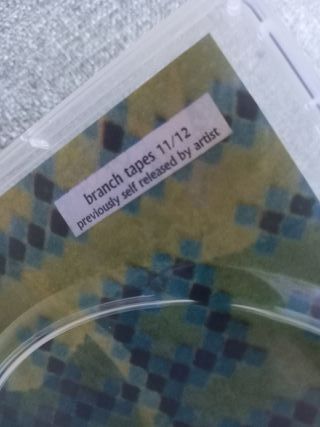 branch tapes 11/12
previously self released by artist